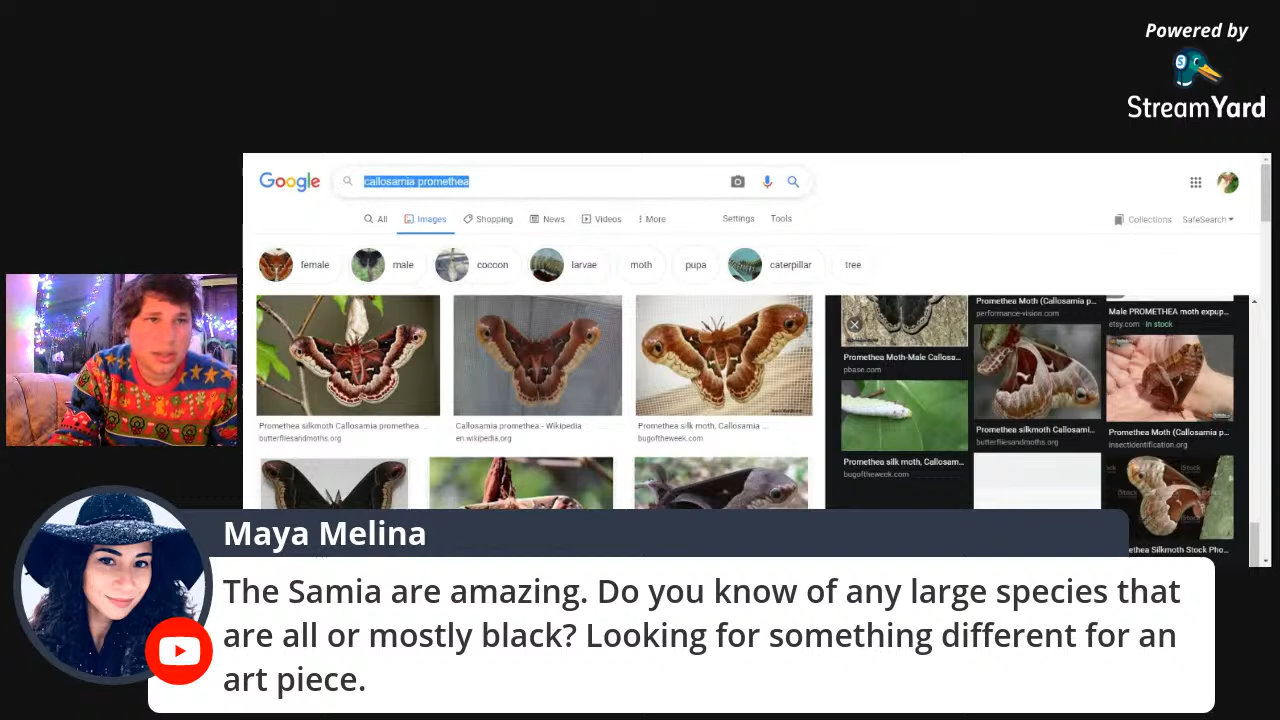 Powered by
StreamYard
Google
callosamia promethea
All
Images
Shopping
News
Videos
More
Settings
Tools
Collections
SafeSearch
female
male
cocoon
larvae
moth
pupa
caterpillar
tree
Promethea silkmoth Callosamia promethea ...
butterfliesandmoths.org
Callosamia promethea - Wikipedia
en.wikipedia.org
Promethea silk moth, Callosamia ...
bugoftheweek.com
Promethea Moth-Male Callosa...
pbase.com
Promethea silk moth, Callosam...
bugoftheweek.com
Promethea Moth (Callosamia p...
performance-vision.com
Promethea silkmoth Callosami...
butterfliesandmoths.org
Male PROMETHEA moth expup...
etsy.com · In stock
Promethea Moth (Callosamia p...
insectidentification.org
iStock
Silkmoth Stock Pho...
Maya Melina
The Samia are amazing. Do you know of any large species that
are all or mostly black? Looking for something different for an
art piece.